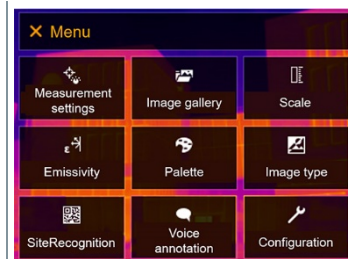 Menu
Measurement
settings
Image gallery
Scale
ε
Emissivity
Palette
Image type
SiteRecognition
Voice
annotation
Configuration